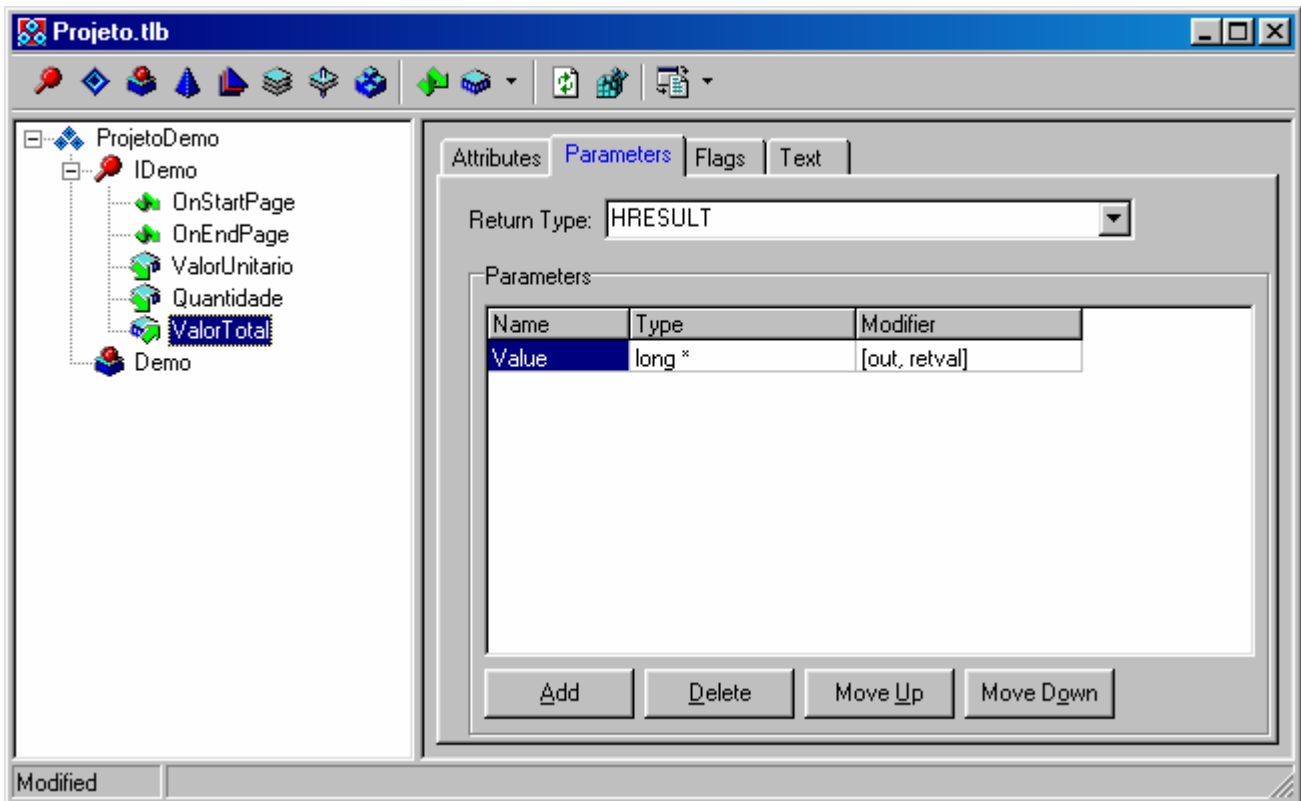 Projeto.tlb
ProjetoDemo
IDemo
OnStartPage
OnEndPage
ValorUnitario
Quantidade
ValorTotal
Demo
Attributes Parameters Flags Text
Return Type: HRESULT
Parameters
Name Type Modifier
Value long * [out, retval]
Add Delete Move Up Move Down
Modified